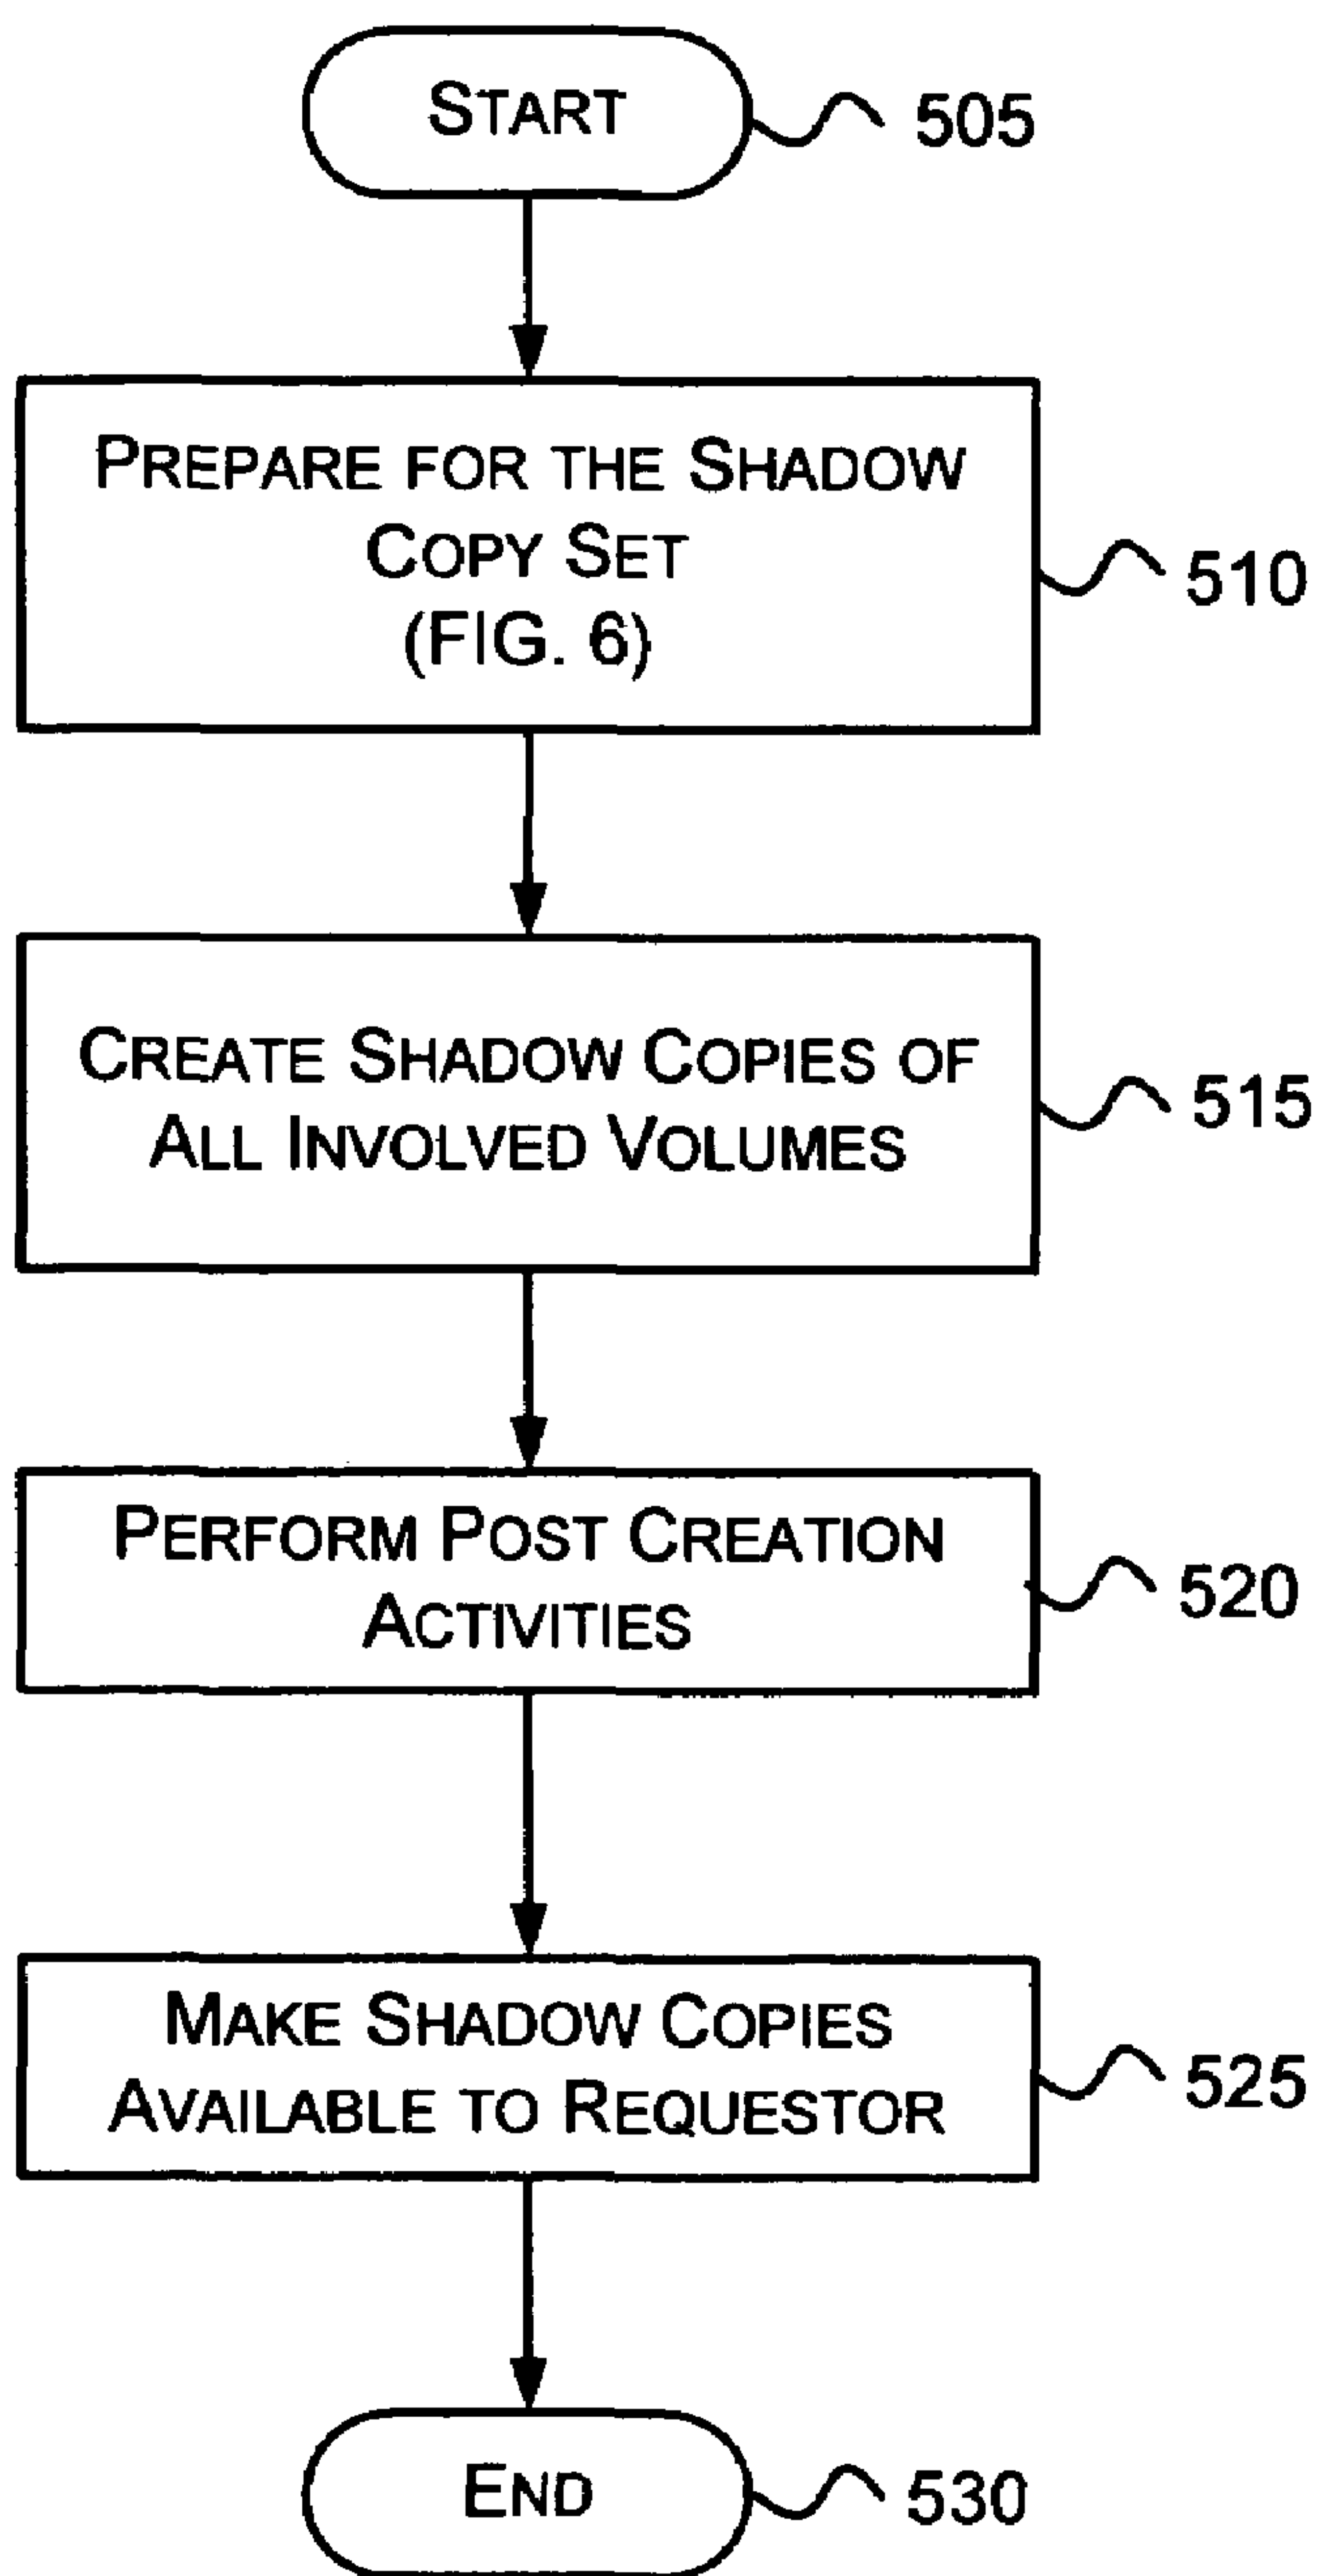 START
505
PREPARE FOR THE SHADOW
COPY SET
(FIG. 6)
510
CREATE SHADOW COPIES OF
ALL INVOLVED VOLUMES
515
PERFORM POST CREATION
ACTIVITIES
520
MAKE SHADOW COPIES
AVAILABLE TO REQUESTOR
525
END
530